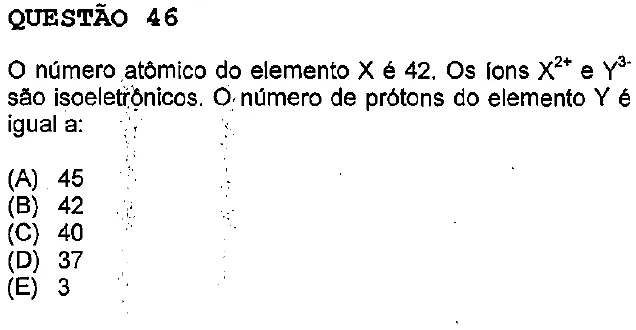 QUESTÃO 46
O número atômico do elemento X é 42. Os íons X²⁺ e Y³⁻
são isoeletrônicos. O número de prótons do elemento Y é
igual a:
(A) 45
(B) 42
(C) 40
(D) 37
(E) 3